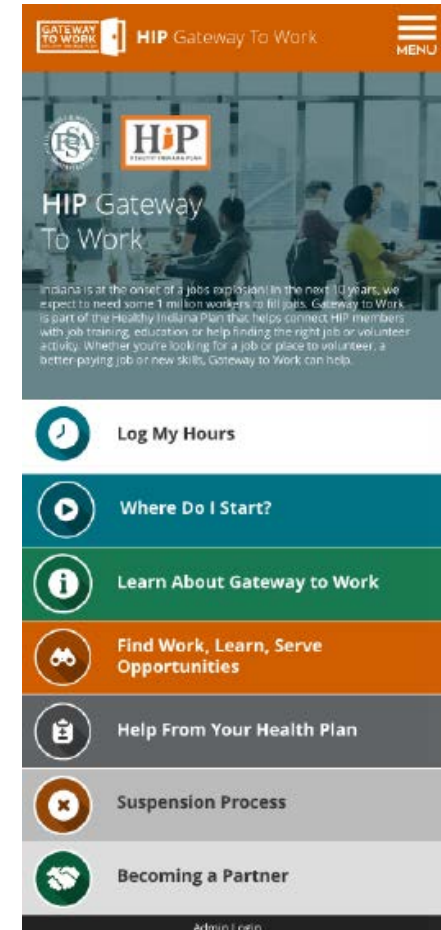 GATEWAY
TO WORK
HIP Gateway To Work
MENU
HiP
HEALTHY INDIANA PLAN
HIP Gateway
To Work
Indiana is at the onset of a jobs explosion! In the next 10 years, we
expect to need some 1 million workers to fill jobs. Gateway to Work
is part of the Healthy Indiana Plan that helps connect HIP members
with job training, education or help finding the right job or volunteer
activity. Whether you're looking for a job or place to volunteer, a
better-paying job or new skills, Gateway to Work can help.
Log My Hours
Where Do I Start?
Learn About Gateway to Work
Find Work, Learn, Serve
Opportunities
Help From Your Health Plan
Suspension Process
Becoming a Partner
Admin Login